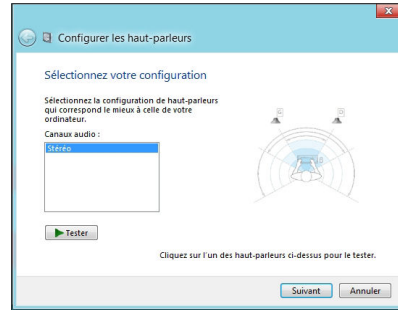 Configurer les haut-parleurs
Sélectionnez votre configuration
Sélectionnez la configuration de haut-parleurs
qui correspond le mieux à celle de votre
ordinateur.
Canaux audio :
Stéréo
Tester
Cliquez sur l'un des haut-parleurs ci-dessus pour le tester.
Suivant
Annuler